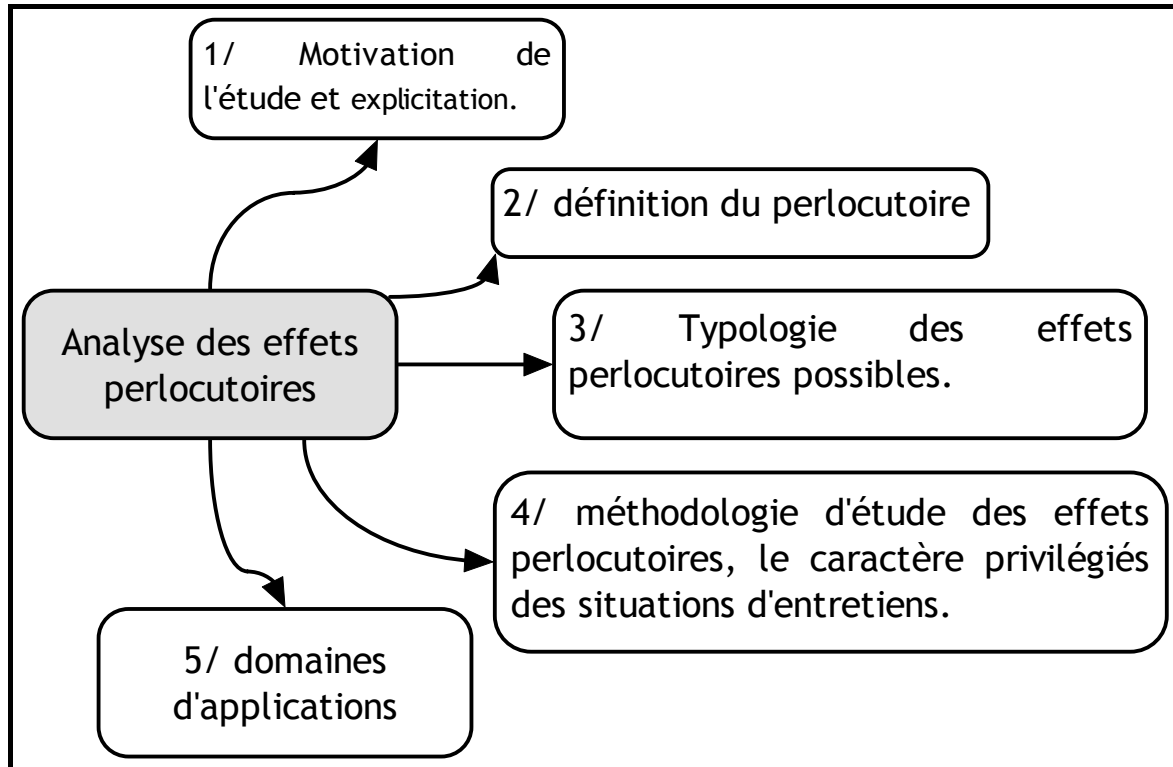 1/ Motivation de
l'étude et explicitation.
2/ définition du perlocutoire
Analyse des effets
perlocutoires
3/ Typologie des effets
perlocutoires possibles.
4/ méthodologie d'étude des effets
perlocutoires, le caractère privilégiés
des situations d'entretiens.
5/ domaines
d'applications